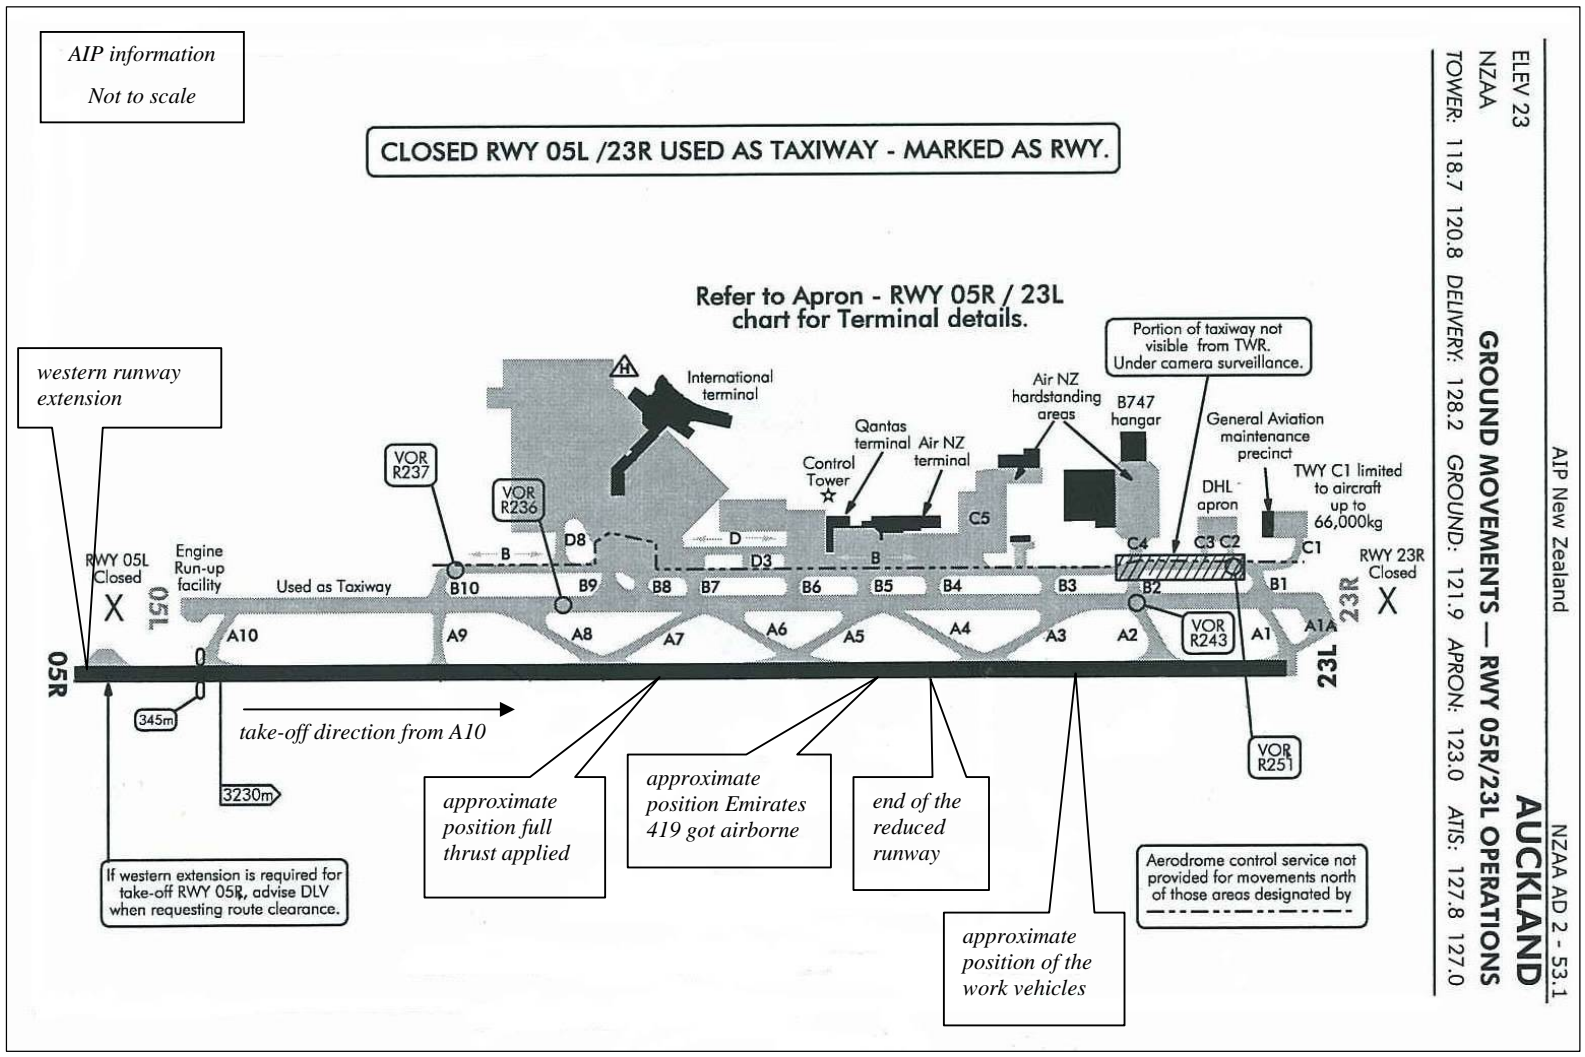 AIP information
Not to scale
CLOSED RWY 05L /23R USED AS TAXIWAY - MARKED AS RWY.
Refer to Apron - RWY 05R / 23L
chart for Terminal details.
Portion of taxiway not
visible from TWR.
Under camera surveillance.
western runway
extension
H
International
terminal
Air NZ
hardstanding
areas
B747
hangar
General Aviation
maintenance
precinct
Qantas
terminal
Air NZ
terminal
Control
Tower
TWY C1 limited
to aircraft
up to
66,000kg
DHL
apron
VOR
R237
VOR
R236
C5
D8
D
B
D3
B
C4
C3
C2
C1
RWY 05L
Closed
X
05L
Engine
Run-up
facility
Used as Taxiway
B10
B9
B8
B7
B6
B5
B4
B3
B2
B1
RWY 23R
Closed
X
23R
A10
A9
A8
A7
A6
A5
A4
A3
A2
A1
A1A
VOR
R243
05R
23L
345m
take-off direction from A10
3230m
VOR
R251
approximate
position full
thrust applied
approximate
position Emirates
419 got airborne
end of the
reduced
runway
approximate
position of the
work vehicles
If western extension is required for
take-off RWY 05R, advise DLV
when requesting route clearance.
Aerodrome control service not
provided for movements north
of those areas designated by
AIP New Zealand
NZAA AD 2 - 53.1
ELEV 23
AUCKLAND
NZAA
GROUND MOVEMENTS — RWY 05R/23L OPERATIONS
TOWER: 118.7 120.8 DELIVERY: 128.2 GROUND: 121.9 APRON: 123.0 ATIS: 127.8 127.0